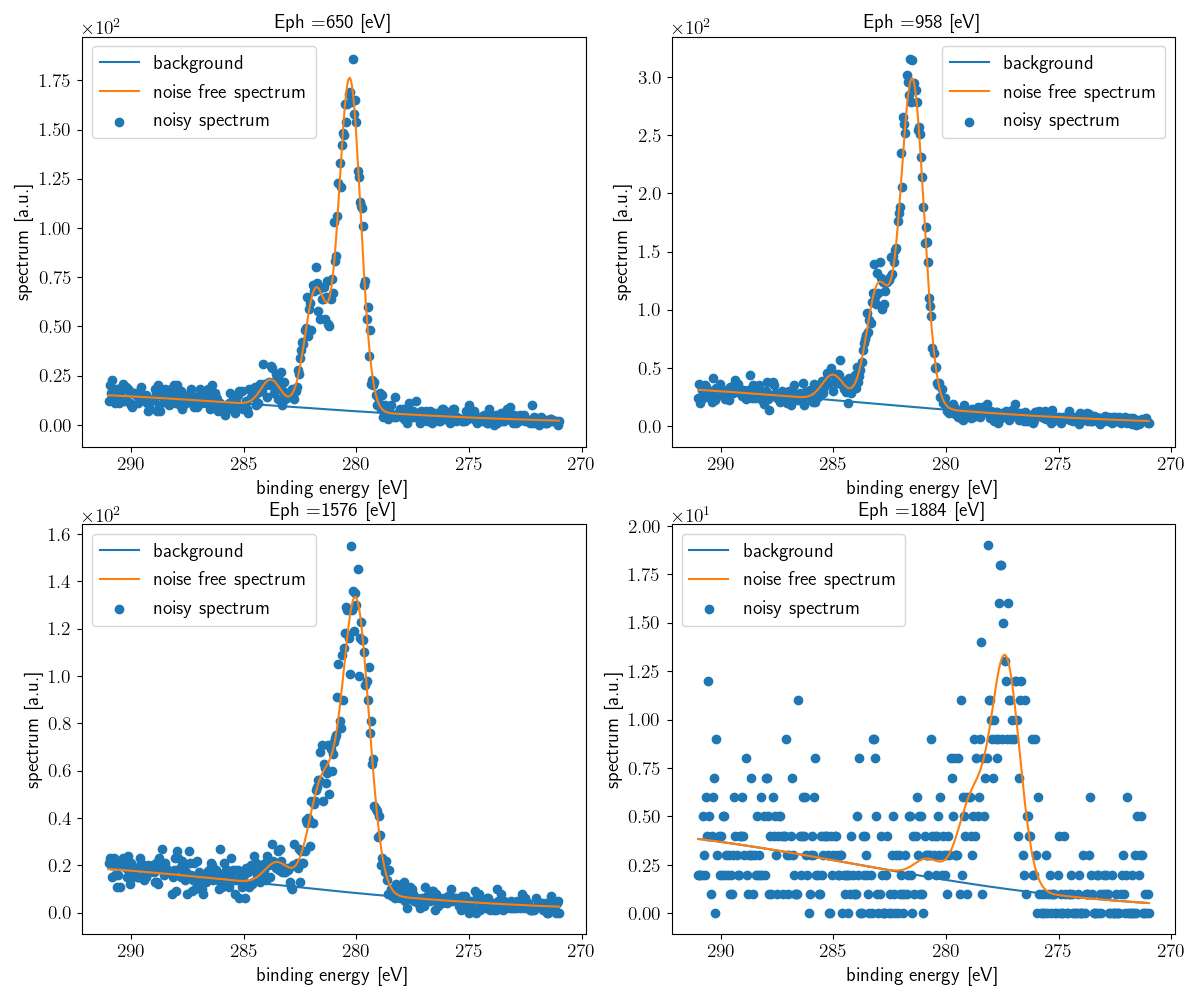 Eph =650 [eV]
×10²
background
noise free spectrum
noisy spectrum
1.75
1.50
1.25
1.00
0.75
0.50
0.25
0.00
spectrum [a.u.]
290 285 280 275 270
binding energy [eV]
Eph =958 [eV]
×10²
background
noise free spectrum
noisy spectrum
3.0
2.5
2.0
1.5
1.0
0.5
0.0
spectrum [a.u.]
290 285 280 275 270
binding energy [eV]
Eph =1576 [eV]
×10²
background
noise free spectrum
noisy spectrum
1.6
1.4
1.2
1.0
0.8
0.6
0.4
0.2
0.0
spectrum [a.u.]
290 285 280 275 270
binding energy [eV]
Eph =1884 [eV]
×10¹
background
noise free spectrum
noisy spectrum
2.00
1.75
1.50
1.25
1.00
0.75
0.50
0.25
0.00
spectrum [a.u.]
290 285 280 275 270
binding energy [eV]